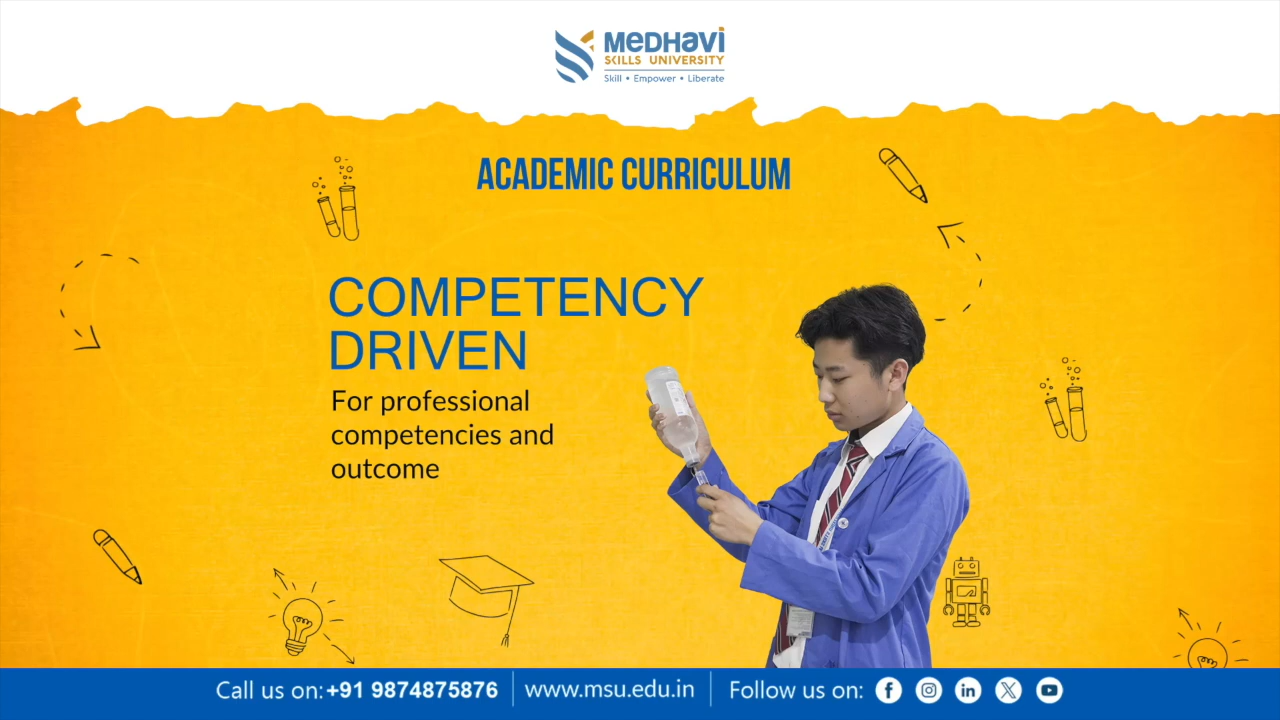 MEDHAVI
SKILLS UNIVERSITY
Skill • Empower • Liberate
ACADEMIC CURRICULUM
COMPETENCY
DRIVEN
For professional
competencies and
outcome
Call us on: +91 9874875876 | www.msu.edu.in | Follow us on: